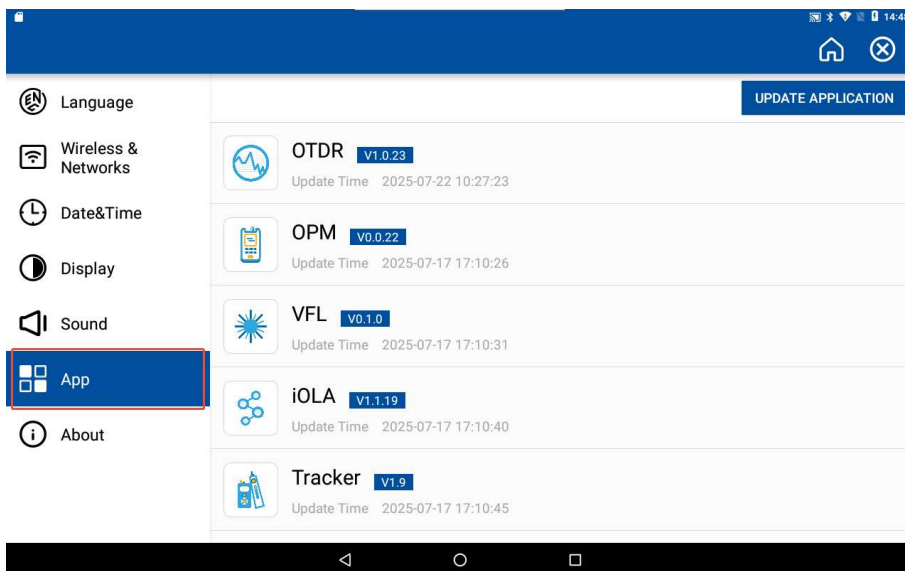 14:48
EN
Language
Wireless &
Networks
Date&Time
Display
Sound
App
About
UPDATE APPLICATION
OTDR V1.0.23
Update Time 2025-07-22 10:27:23
OPM V0.0.22
Update Time 2025-07-17 17:10:26
VFL V0.1.0
Update Time 2025-07-17 17:10:31
iOLA V1.1.19
Update Time 2025-07-17 17:10:40
Tracker V1.9
Update Time 2025-07-17 17:10:45